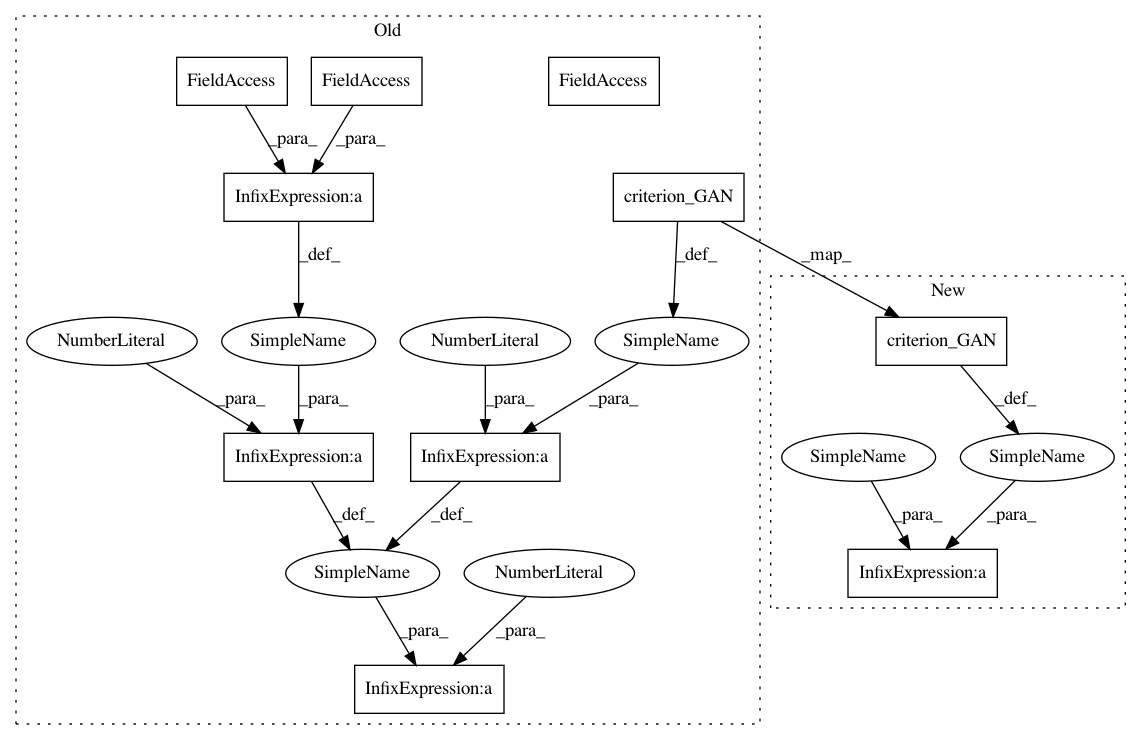 Old
FieldAccess
FieldAccess
FieldAccess
_para_
_para_
InfixExpression:a
criterion_GAN
_def_
_def_
_map_
New
NumberLiteral
SimpleName
NumberLiteral
SimpleName
criterion_GAN
_para_
_para_
_para_
_para_
_def_
InfixExpression:a
InfixExpression:a
SimpleName
SimpleName
_def_
_def_
_para_
_para_
SimpleName
NumberLiteral
InfixExpression:a
_para_
_para_
InfixExpression:a